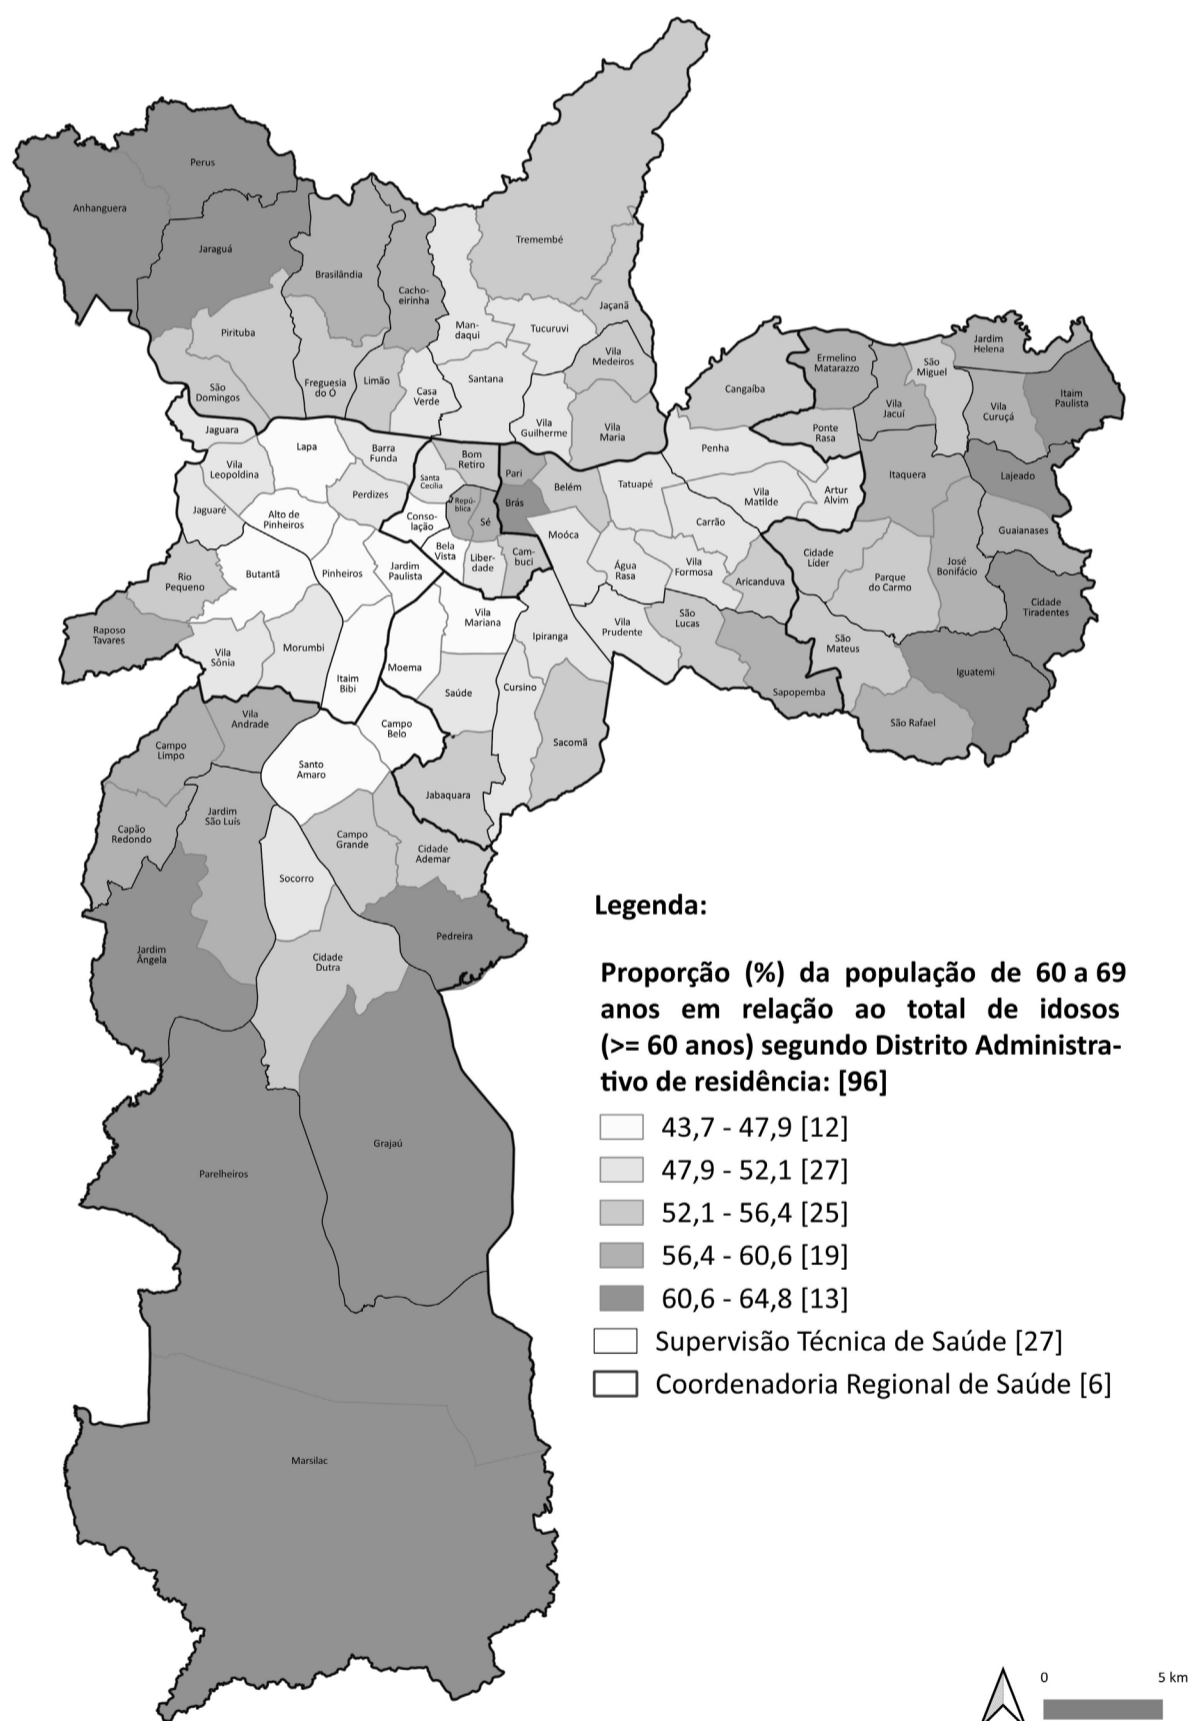 Perus
Anhanguera
Jaraguá
Tremembé
Brasilândia
Cacho-
eirinha
Jaçanã
Pirituba
Man-
daqui
Tucuruvi
Vila
Medeiros
São
Domingos
Freguesia
do Ó
Limão
Casa
Verde
Santana
Vila
Guilherme
Vila
Maria
Cangaíba
Ermelino
Matarazzo
São
Miguel
Jardim
Helena
Vila
Jacuí
Vila
Curuçá
Itaim
Paulista
Ponte
Rasa
Jaguara
Lapa
Barra
Funda
Bom
Retiro
Pari
Penha
Itaquera
Lajeado
Vila
Leopoldina
Perdizes
Santa
Cecília
Repú-
blica
Sé
Brás
Belém
Tatuapé
Vila
Matilde
Artur
Alvim
Jaguaré
Alto de
Pinheiros
Conso-
lação
Bela
Vista
Liber-
dade
Cam-
buci
Moóca
Carrão
Guaianases
Rio
Pequeno
Butantã
Pinheiros
Jardim
Paulista
Água
Rasa
Vila
Formosa
Aricanduva
Cidade
Líder
Parque
do Carmo
José
Bonifácio
Cidade
Tiradentes
Raposo
Tavares
Vila
Sônia
Morumbi
Itaim
Bibi
Moema
Vila
Mariana
Ipiranga
Vila
Prudente
São
Lucas
São
Mateus
Iguatemi
Saúde
Cursino
Sapopemba
São Rafael
Vila
Andrade
Campo
Belo
Sacomã
Campo
Limpo
Santo
Amaro
Jabaquara
Capão
Redondo
Jardim
São Luís
Campo
Grande
Cidade
Ademar
Socorro
Pedreira
Jardim
Ângela
Cidade
Dutra
Grajaú
Parelheiros
Marsilac
Legenda:
Proporção (%) da população de 60 a 69
anos em relação ao total de idosos
(>= 60 anos) segundo Distrito Administra-
tivo de residência: [96]
43,7 - 47,9 [12]
47,9 - 52,1 [27]
52,1 - 56,4 [25]
56,4 - 60,6 [19]
60,6 - 64,8 [13]
Supervisão Técnica de Saúde [27]
Coordenadoria Regional de Saúde [6]
0 5 km